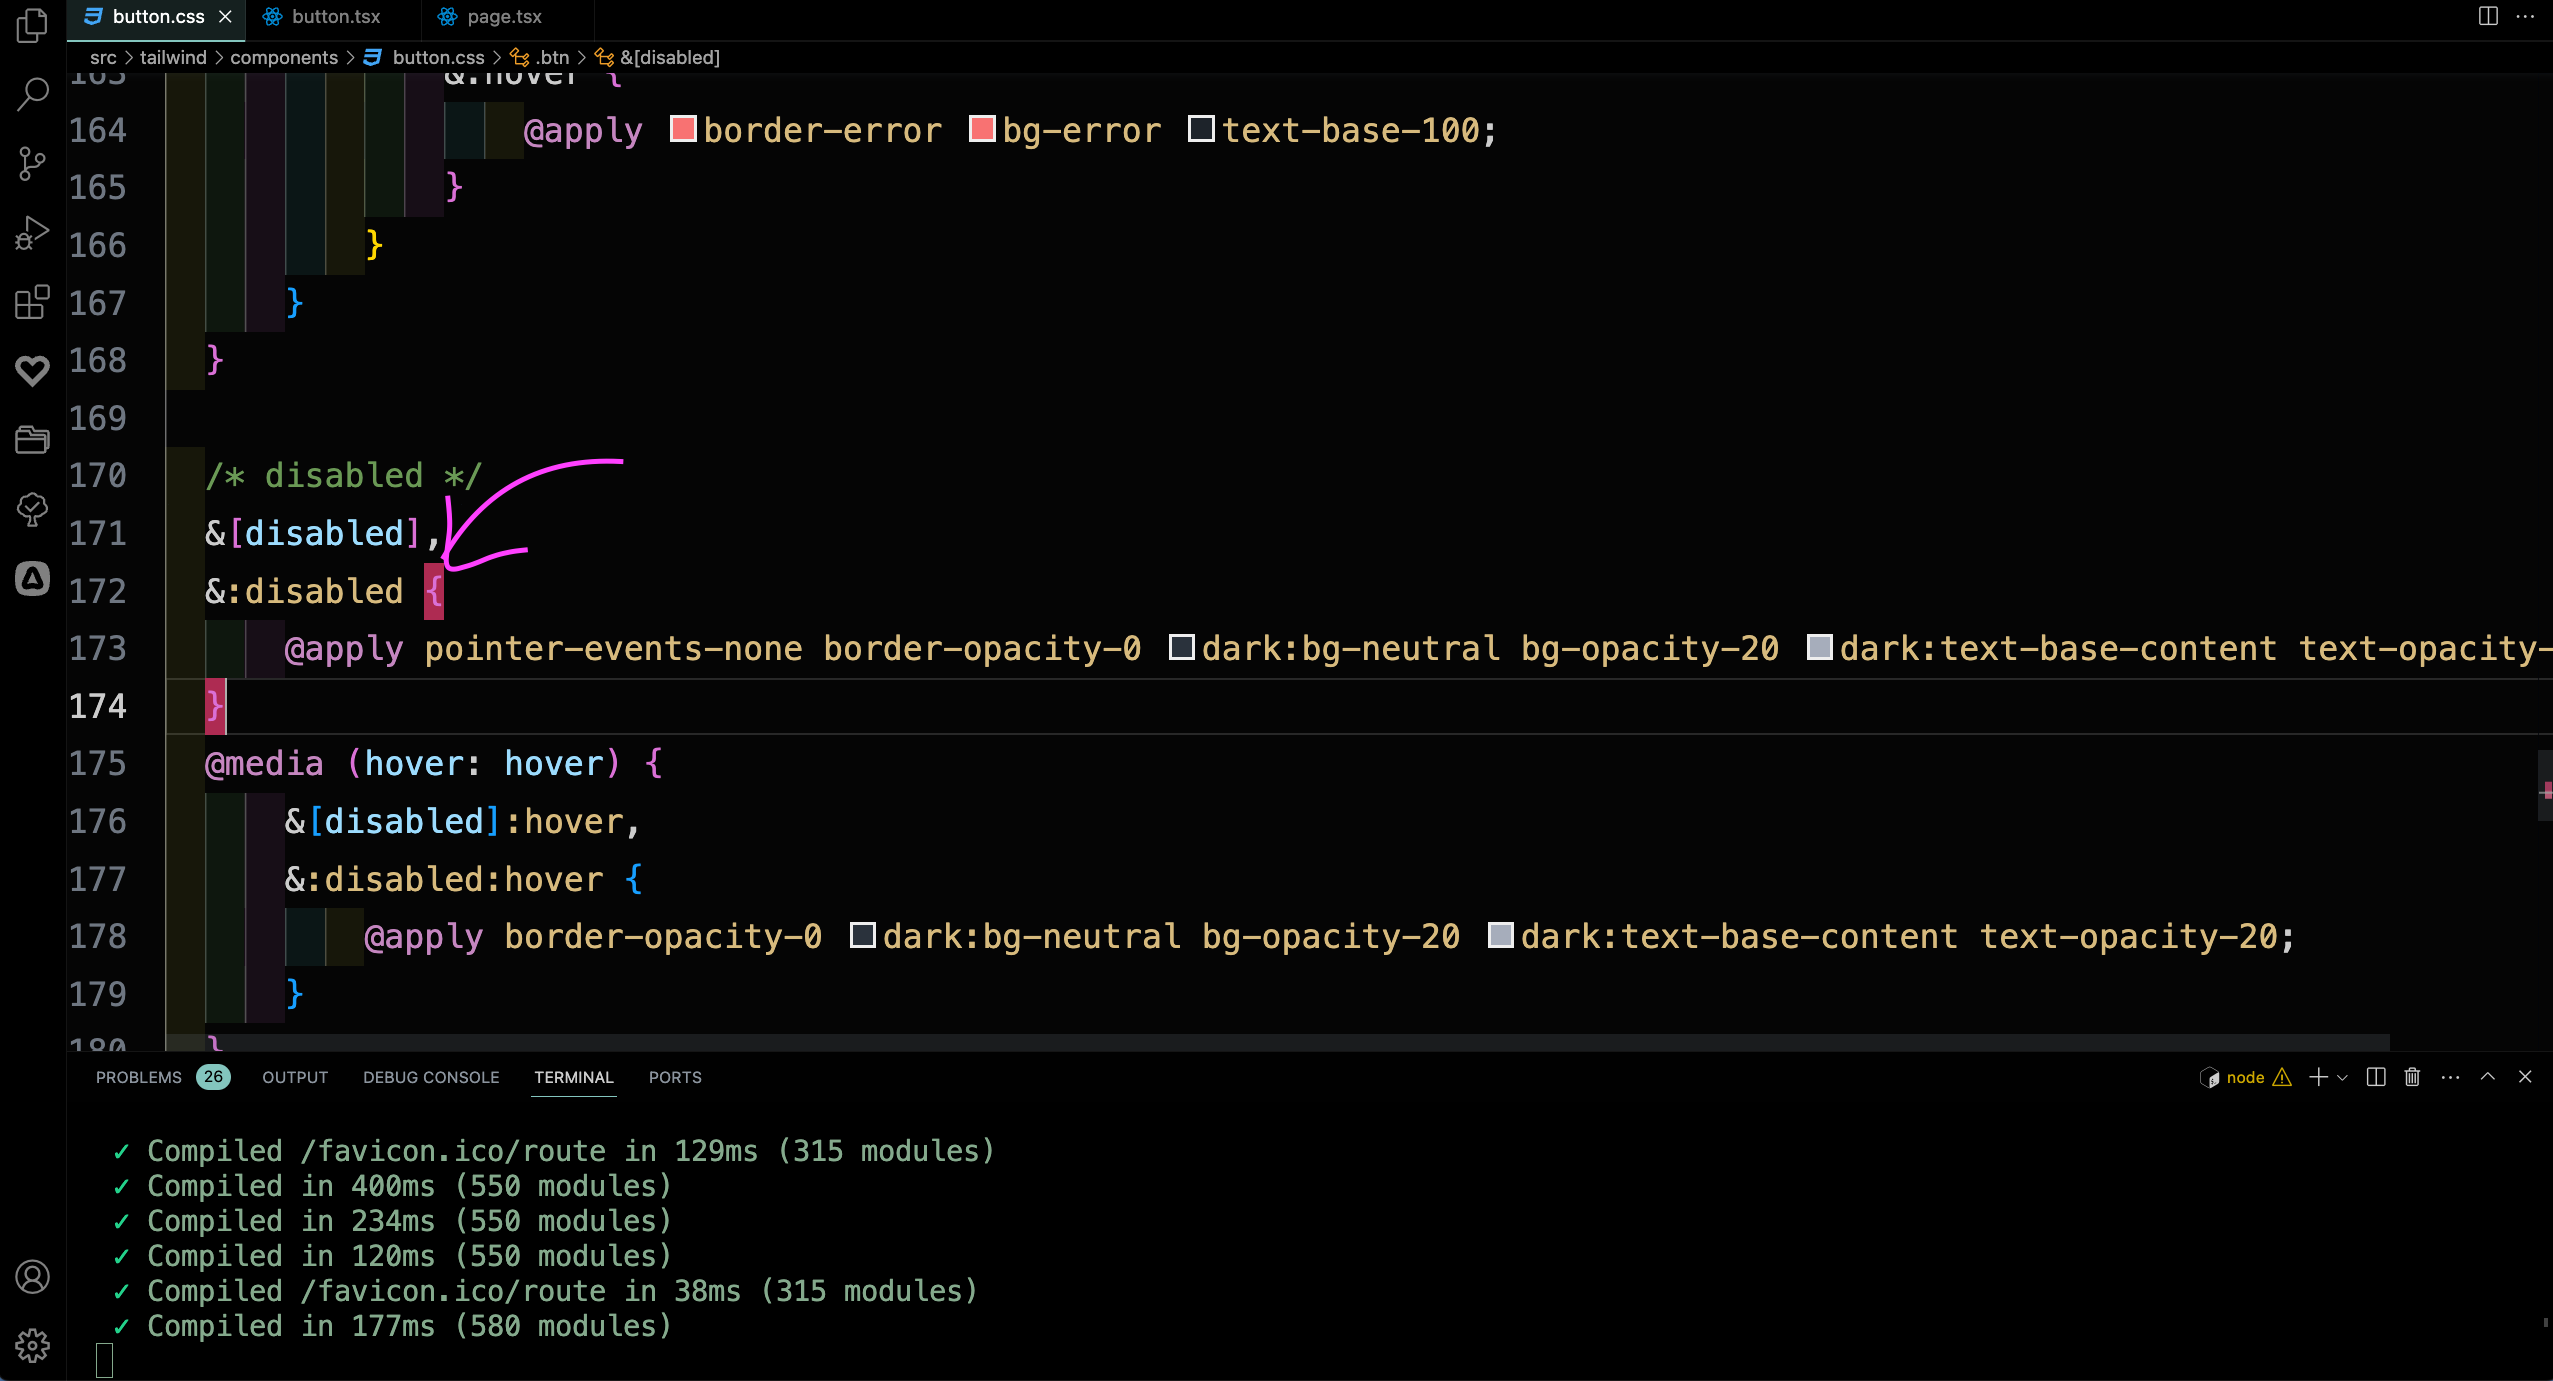 button.css button.tsx page.tsx
src > tailwind > components > button.css > .btn > &[disabled]
163 &:hover {
164 @apply border-error bg-error text-base-100;
165 }
166 }
167 }
168 }
169
170 /* disabled */
171 &[disabled],
172 &:disabled {
173 @apply pointer-events-none border-opacity-0 dark:bg-neutral bg-opacity-20 dark:text-base-content text-opacity-
174 }
175 @media (hover: hover) {
176 &[disabled]:hover,
177 &:disabled:hover {
178 @apply border-opacity-0 dark:bg-neutral bg-opacity-20 dark:text-base-content text-opacity-20;
179 }
180 }
PROBLEMS 26 OUTPUT DEBUG CONSOLE TERMINAL PORTS node
✓ Compiled /favicon.ico/route in 129ms (315 modules)
✓ Compiled in 400ms (550 modules)
✓ Compiled in 234ms (550 modules)
✓ Compiled in 120ms (550 modules)
✓ Compiled /favicon.ico/route in 38ms (315 modules)
✓ Compiled in 177ms (580 modules)